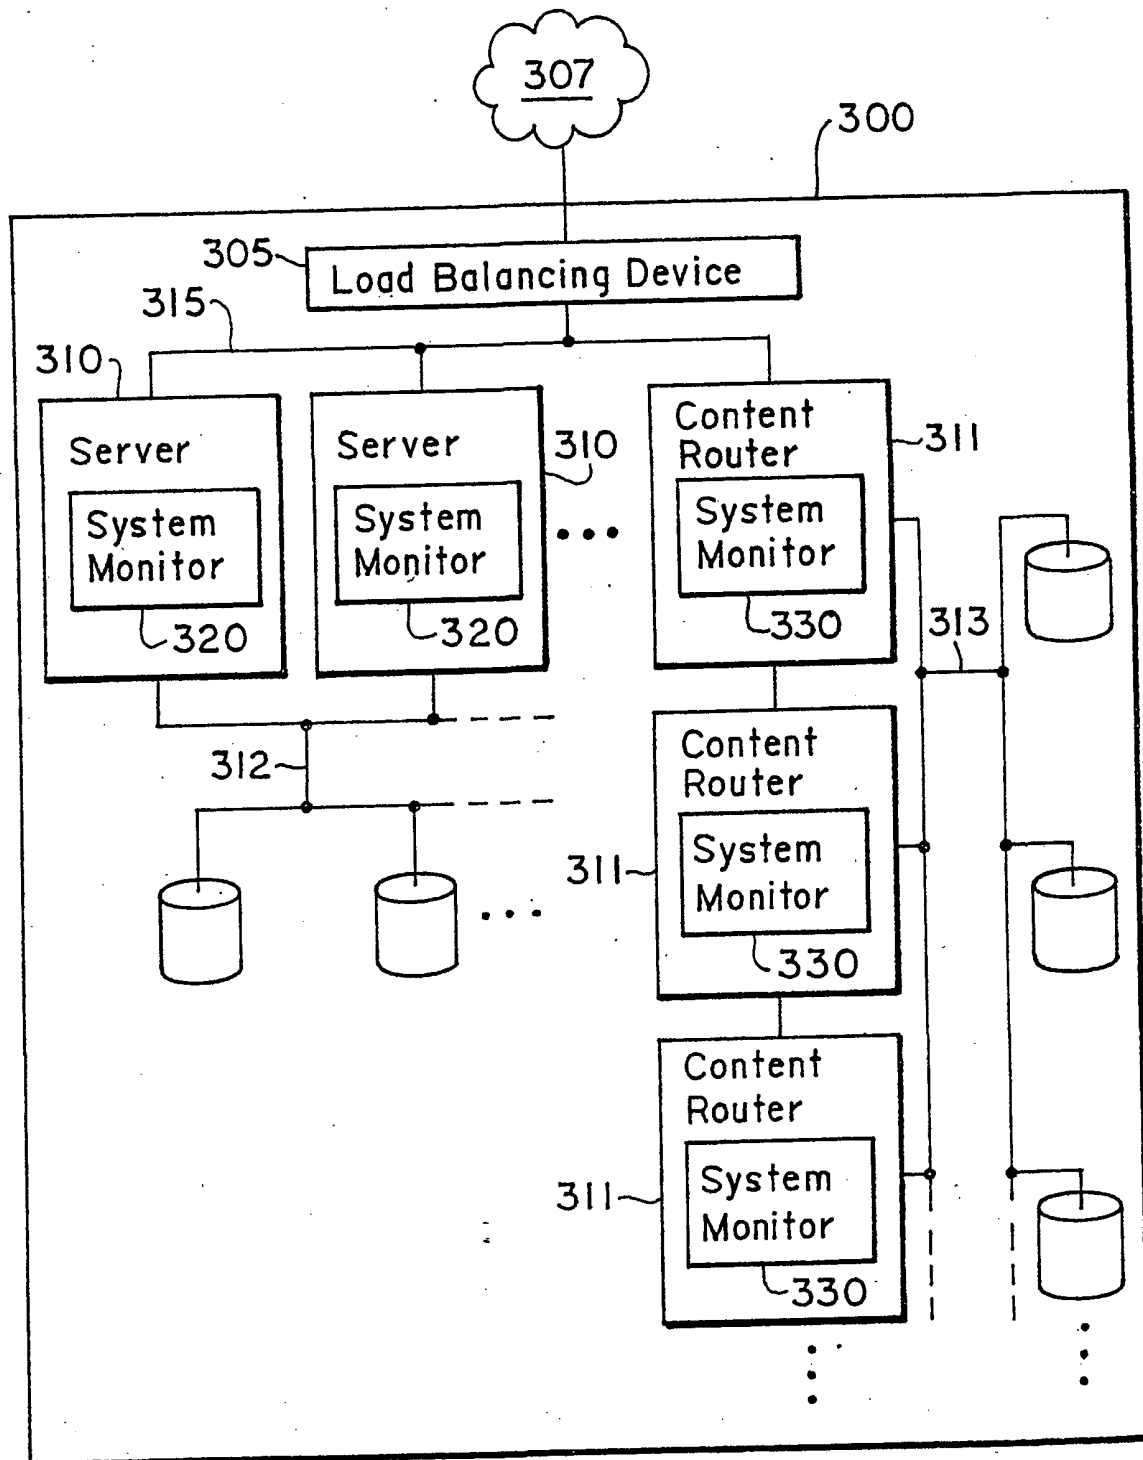 307
300
305
Load Balancing Device
315
310
Server
System
Monitor
320
Server
310
System
Monitor
320
Content
Router
311
System
Monitor
330
313
312
Content
Router
311
System
Monitor
330
Content
Router
311
System
Monitor
330